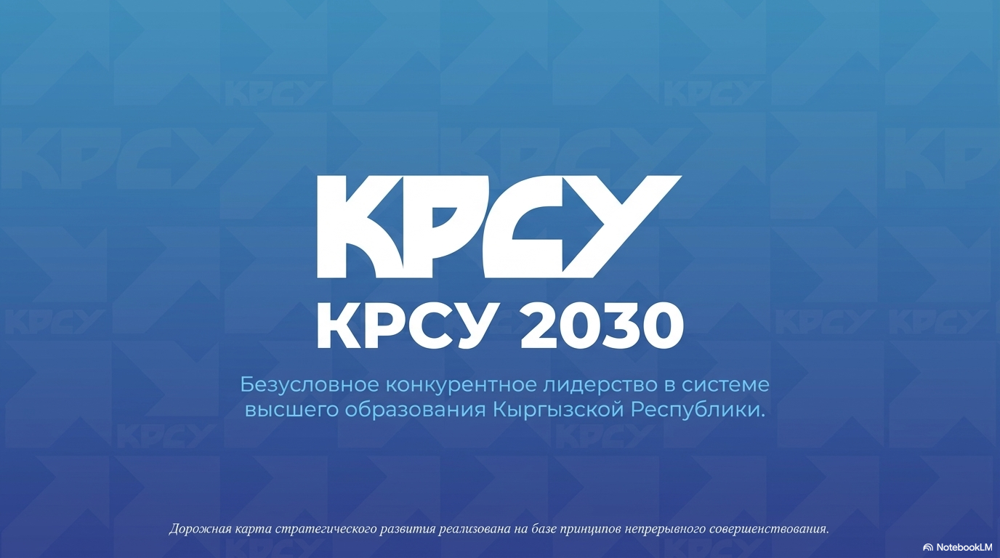 КРСУ
КРСУ 2030
Безусловное конкурентное лидерство в системе
высшего образования Кыргызской Республики.
Дорожная карта стратегического развития реализована на базе принципов непрерывного совершенствования.
NotebookLM